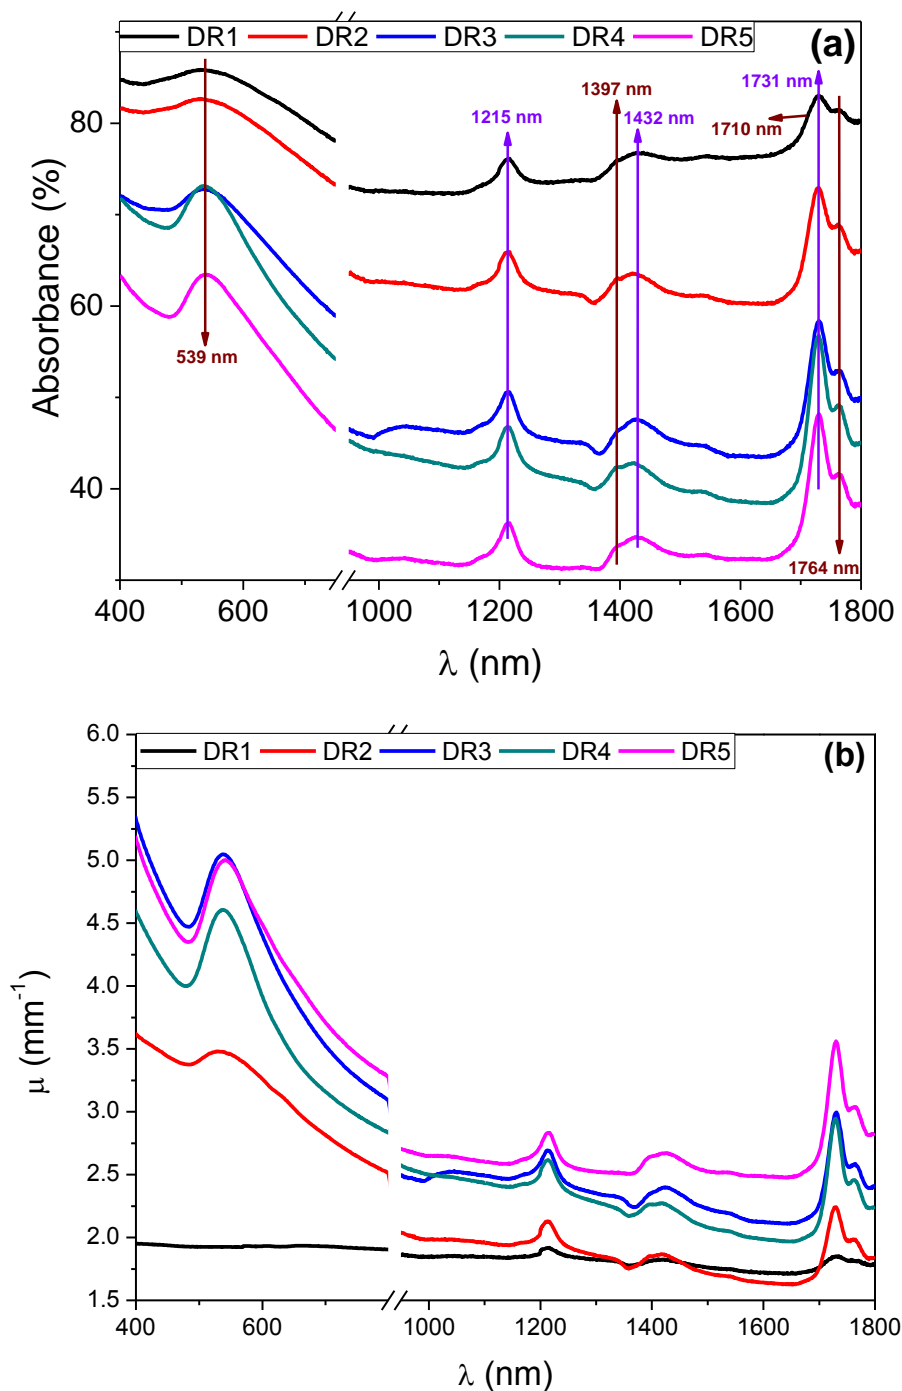 DR1 DR2 DR3 DR4 DR5
(a)
1731 nm
1397 nm
1215 nm
1432 nm
1710 nm
539 nm
1764 nm
80
60
40
Absorbance (%)
400 600 1000 1200 1400 1600 1800
λ (nm)
DR1 DR2 DR3 DR4 DR5
(b)
6.0
5.5
5.0
4.5
4.0
3.5
3.0
2.5
2.0
1.5
μ (mm⁻¹)
400 600 1000 1200 1400 1600 1800
λ (nm)